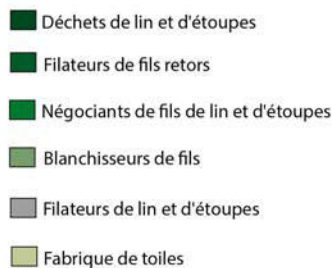 Déchets de lin et d'étoupes
Filateurs de fils retors
Négociants de fils de lin et d'étoupes
Blanchisseurs de fils
Filateurs de lin et d'étoupes
Fabrique de toiles